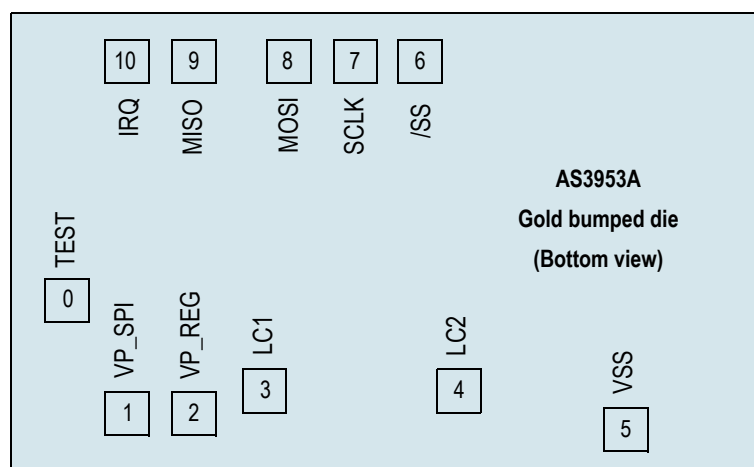 10
9
8
7
6
IRQ
MISO
MOSI
SCLK
/SS
AS3953A
Gold bumped die
(Bottom view)
TEST
0
VP_SPI
VP_REG
LC1
LC2
VSS
1
2
3
4
5